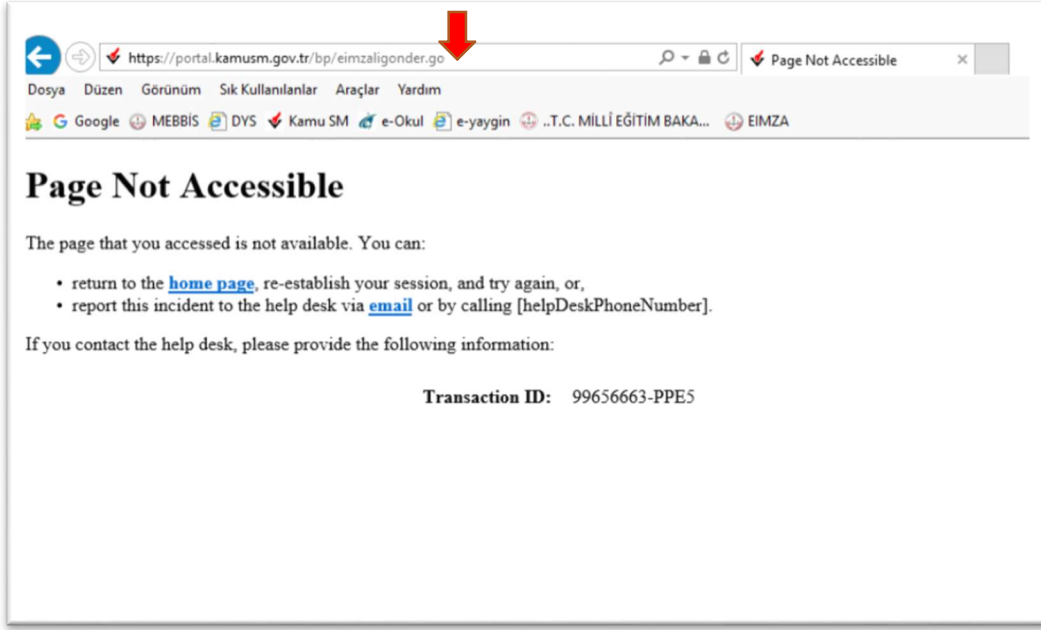 https://portal.kamusm.gov.tr/bp/eimzaligonder.go
Page Not Accessible
Dosya Düzen Görünüm Sık Kullanılanlar Araçlar Yardım
Google MEBBİS DYS Kamu SM e-Okul e-yaygin ..T.C. MİLLÎ EĞİTİM BAKA... EIMZA
Page Not Accessible
The page that you accessed is not available. You can:
• return to the home page, re-establish your session, and try again, or,
• report this incident to the help desk via email or by calling [helpDeskPhoneNumber].
If you contact the help desk, please provide the following information:
Transaction ID: 99656663-PPE5